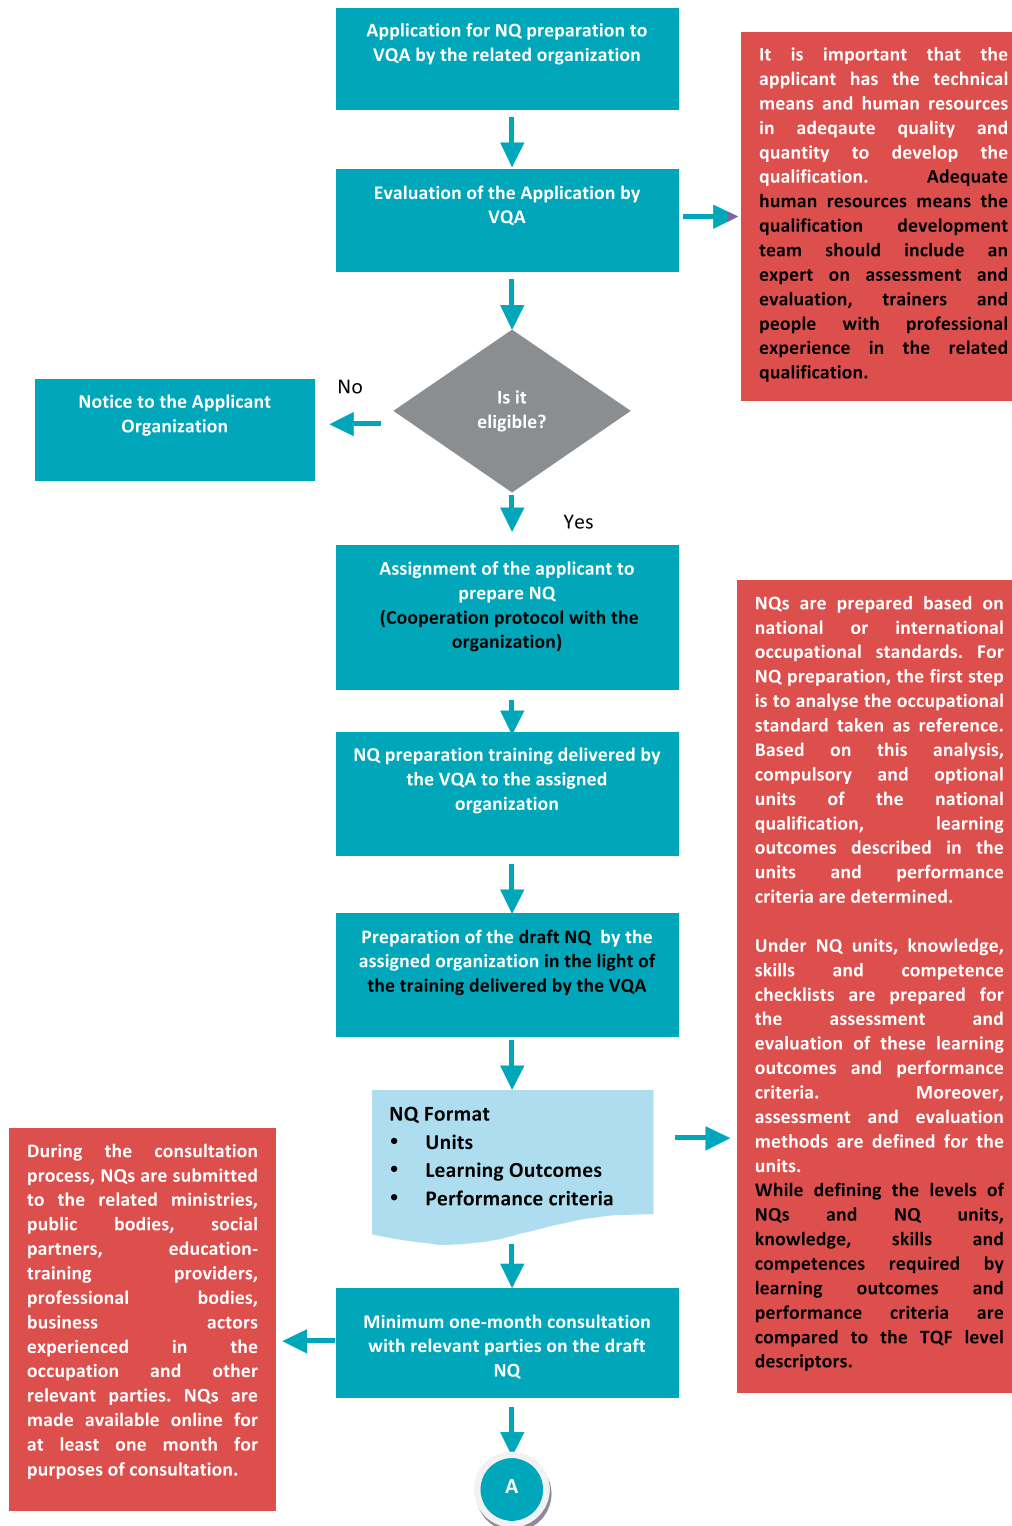 Application for NQ preparation to
VQA by the related organization
It is important that the
applicant has the technical
means and human resources
in adeqaute quality and
quantity to develop the
qualification. Adequate
human resources means the
qualification development
team should include an
expert on assessment and
evaluation, trainers and
people with professional
experience in the related
qualification.
Evaluation of the Application by
VQA
Is it
eligible?
No
Notice to the Applicant
Organization
Yes
Assignment of the applicant to
prepare NQ
(Cooperation protocol with the
organization)
NQ preparation training delivered by
the VQA to the assigned
organization
Preparation of the draft NQ by the
assigned organization in the light of
the training delivered by the VQA
NQ Format
• Units
• Learning Outcomes
• Performance criteria
NQs are prepared based on
national or international
occupational standards. For
NQ preparation, the first step
is to analyse the occupational
standard taken as reference.
Based on this analysis,
compulsory and optional
units of the national
qualification, learning
outcomes described in the
units and performance
criteria are determined.
Under NQ units, knowledge,
skills and competence
checklists are prepared for
the assessment and
evaluation of these learning
outcomes and performance
criteria. Moreover,
assessment and evaluation
methods are defined for the
units.
While defining the levels of
NQs and NQ units,
knowledge, skills and
competences required by
learning outcomes and
performance criteria are
compared to the TQF level
descriptors.
Minimum one-month consultation
with relevant parties on the draft
NQ
During the consultation
process, NQs are submitted
to the related ministries,
public bodies, social
partners, education-
training providers,
professional bodies,
business actors
experienced in the
occupation and other
relevant parties. NQs are
made available online for
at least one month for
purposes of consultation.
A